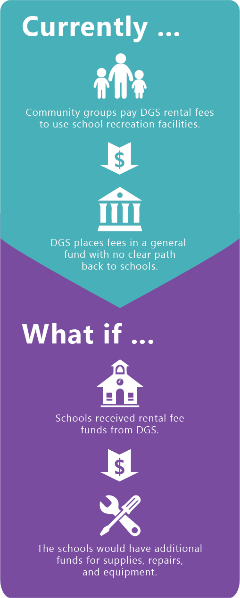 Currently ...
Community groups pay DGS rental fees
to use school recreation facilities.
$
DGS places fees in a general
fund with no clear path
back to schools.
What if ...
Schools received rental fee
funds from DGS.
$
The schools would have additional
funds for supplies, repairs,
and equipment.